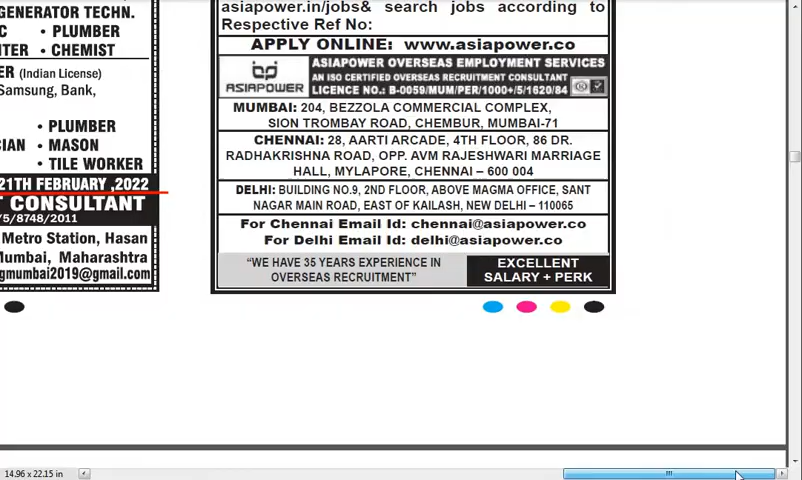 GENERATOR TECHN.
C • PLUMBER
TER • CHEMIST
ER (Indian License)
Samsung, Bank,
• PLUMBER
IAN • MASON
• TILE WORKER
21TH FEBRUARY ,2022
T CONSULTANT
/5/8748/2011
Metro Station, Hasan
Mumbai, Maharashtra
gmumbai2019@gmail.com
asiapower.in/jobs& search jobs according to
Respective Ref No:
APPLY ONLINE: www.asiapower.co
ASIAPOWER
ASIAPOWER OVERSEAS EMPLOYMENT SERVICES
AN ISO CERTIFIED OVERSEAS RECRUITMENT CONSULTANT
LICENCE NO.: B-0059/MUM/PER/1000+/5/1620/84
MUMBAI: 204, BEZZOLA COMMERCIAL COMPLEX,
SION TROMBAY ROAD, CHEMBUR, MUMBAI-71
CHENNAI: 28, AARTI ARCADE, 4TH FLOOR, 86 DR.
RADHAKRISHNA ROAD, OPP. AVM RAJESHWARI MARRIAGE
HALL, MYLAPORE, CHENNAI – 600 004
DELHI: BUILDING NO.9, 2ND FLOOR, ABOVE MAGMA OFFICE, SANT
NAGAR MAIN ROAD, EAST OF KAILASH, NEW DELHI – 110065
For Chennai Email Id: chennai@asiapower.co
For Delhi Email Id: delhi@asiapower.co
“WE HAVE 35 YEARS EXPERIENCE IN
OVERSEAS RECRUITMENT”
EXCELLENT
SALARY + PERK
14.96 x 22.15 in